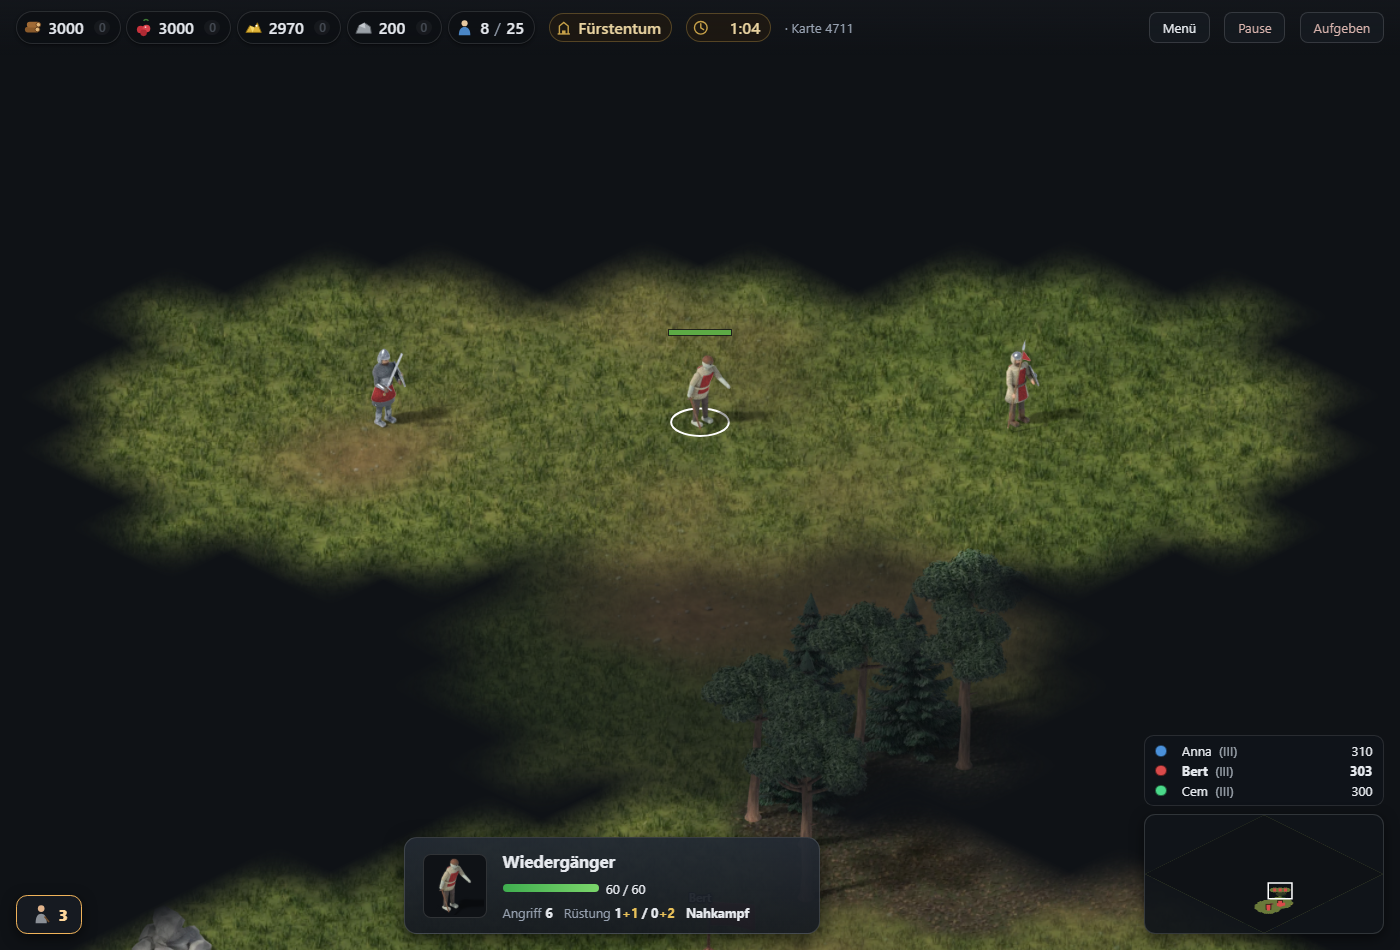 3000 0 3000 0 2970 0 200 0 8 / 25 Fürstentum 1:04 · Karte 4711 Menü Pause Aufgeben
Anna (III) 310
Bert (III) 303
Cem (III) 300
Wiedergänger
60 / 60
Angriff 6 Rüstung 1+1 / 0+2 Nahkampf
3